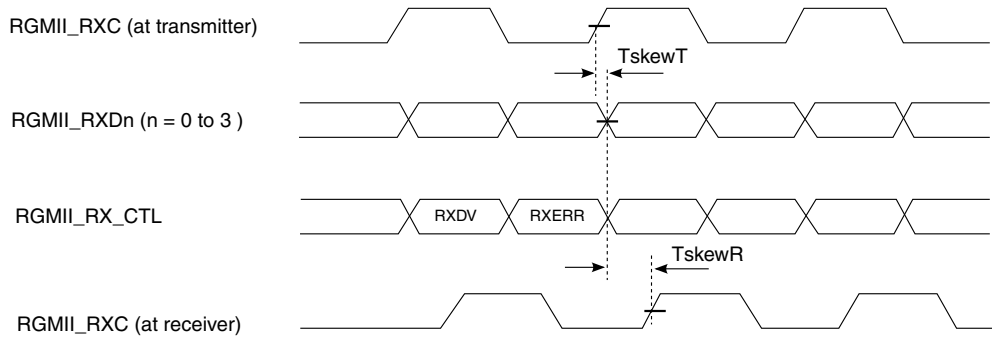 RGMII_RXC (at transmitter)
TskewT
RGMII_RXDn (n = 0 to 3 )
RGMII_RX_CTL
RXDV
RXERR
TskewR
RGMII_RXC (at receiver)